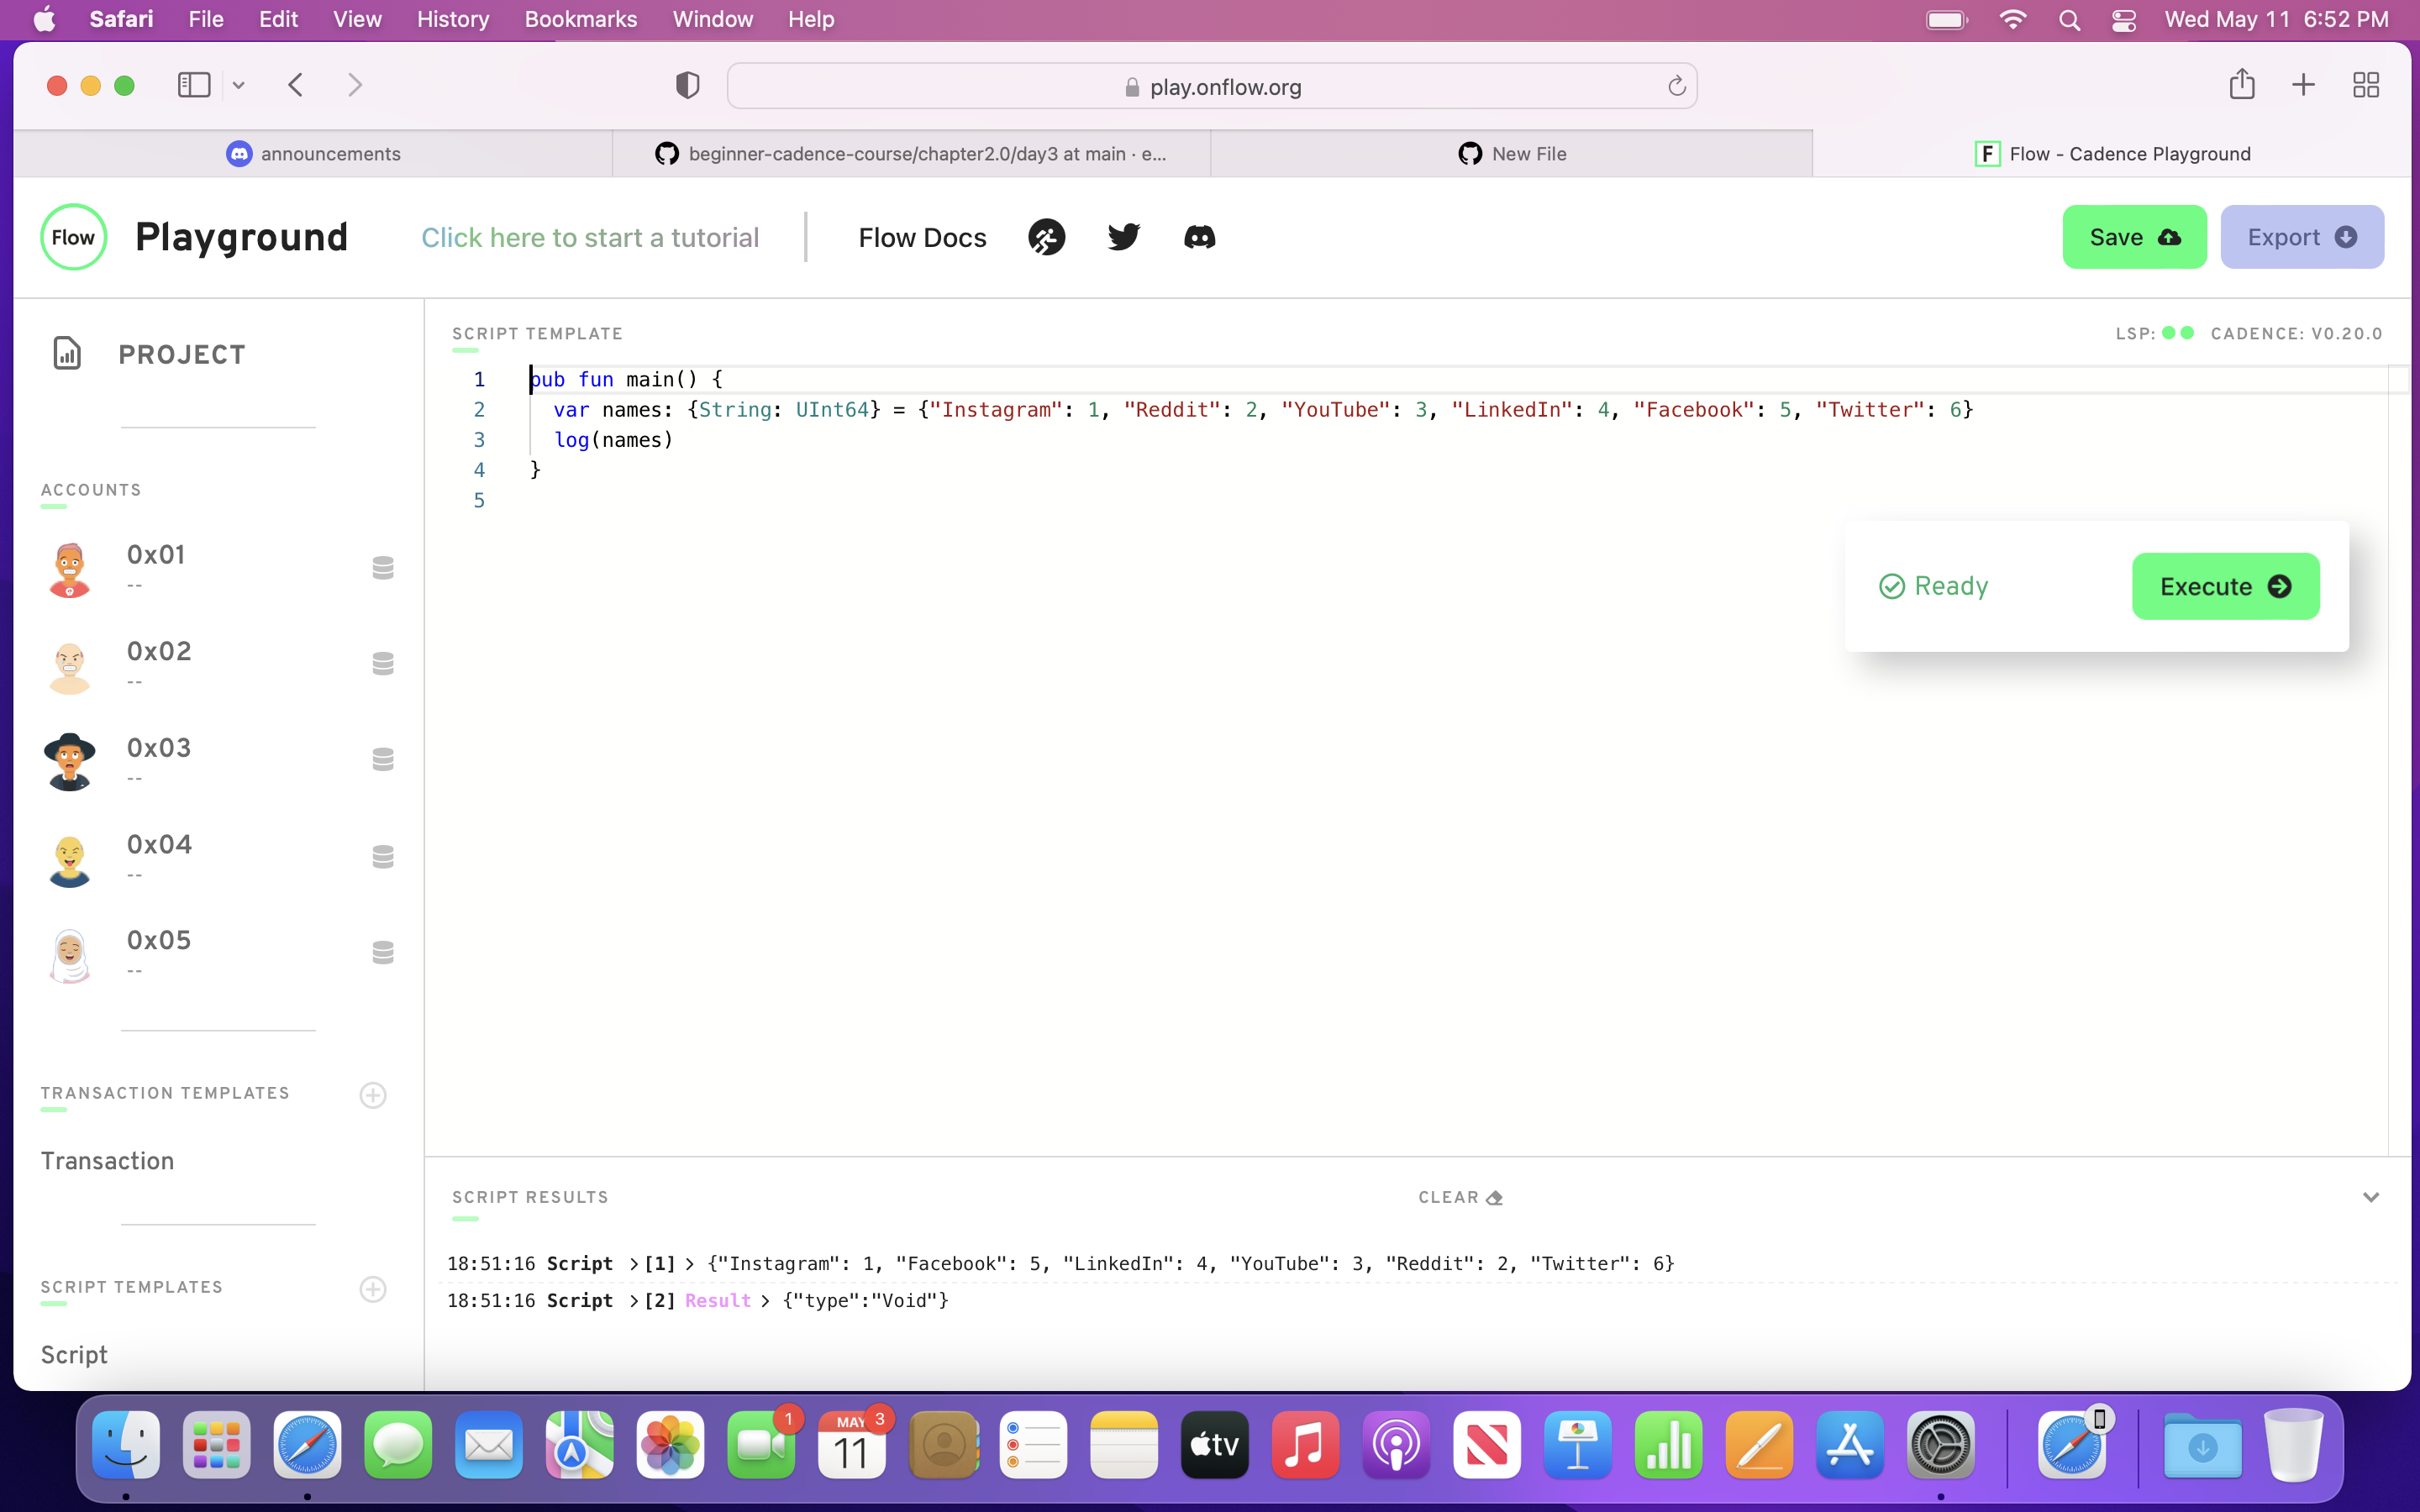 Safari File Edit View History Bookmarks Window Help Wed May 11 6:52 PM
play.onflow.org
announcements
beginner-cadence-course/chapter2.0/day3 at main · e...
New File
F Flow - Cadence Playground
Flow Playground Click here to start a tutorial Flow Docs Save Export
PROJECT
ACCOUNTS
0x01
--
0x02
--
0x03
--
0x04
--
0x05
--
TRANSACTION TEMPLATES
Transaction
SCRIPT TEMPLATES
Script
SCRIPT TEMPLATE LSP: CADENCE: V0.20.0
1 pub fun main() {
2 var names: {String: UInt64} = {"Instagram": 1, "Reddit": 2, "YouTube": 3, "LinkedIn": 4, "Facebook": 5, "Twitter": 6}
3 log(names)
4 }
5
Ready Execute
SCRIPT RESULTS CLEAR
18:51:16 Script >[1] > {"Instagram": 1, "Facebook": 5, "LinkedIn": 4, "YouTube": 3, "Reddit": 2, "Twitter": 6}
18:51:16 Script >[2] Result > {"type":"Void"}
1
MAY 3
11
tv